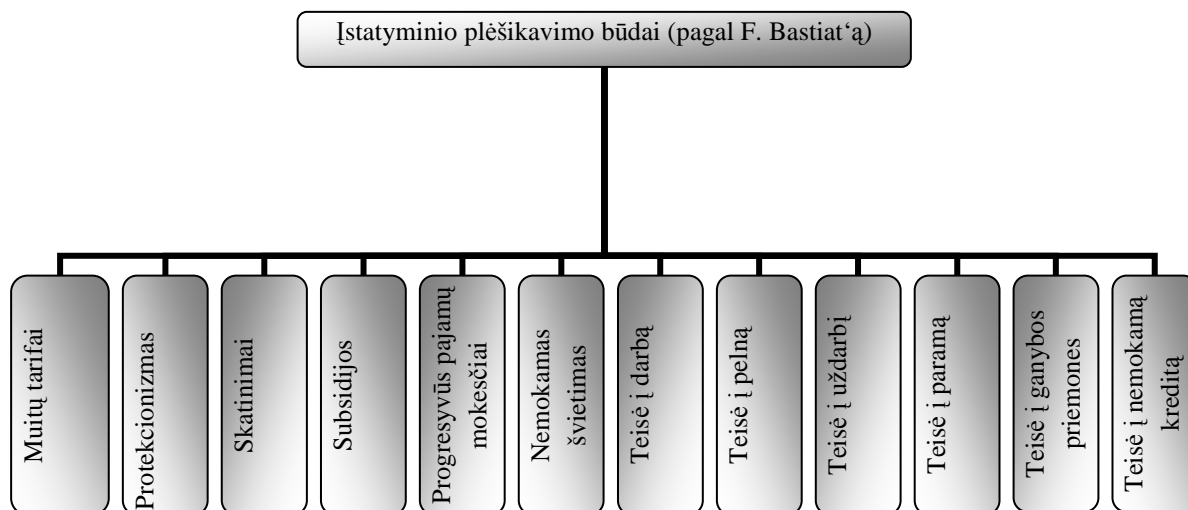 Įstatyminio plėšikavimo būdai (pagal F. Bastiat‘ą)
Muitų tarifai
Protekcionizmas
Skatinimai
Subsidijos
Progresyvūs pajamų
mokesčiai
Nemokamas
švietimas
Teisė į darbą
Teisė į pelną
Teisė į uždarbį
Teisė į paramą
Teisė į ganybos
priemones
Teisė į nemokamą
kreditą